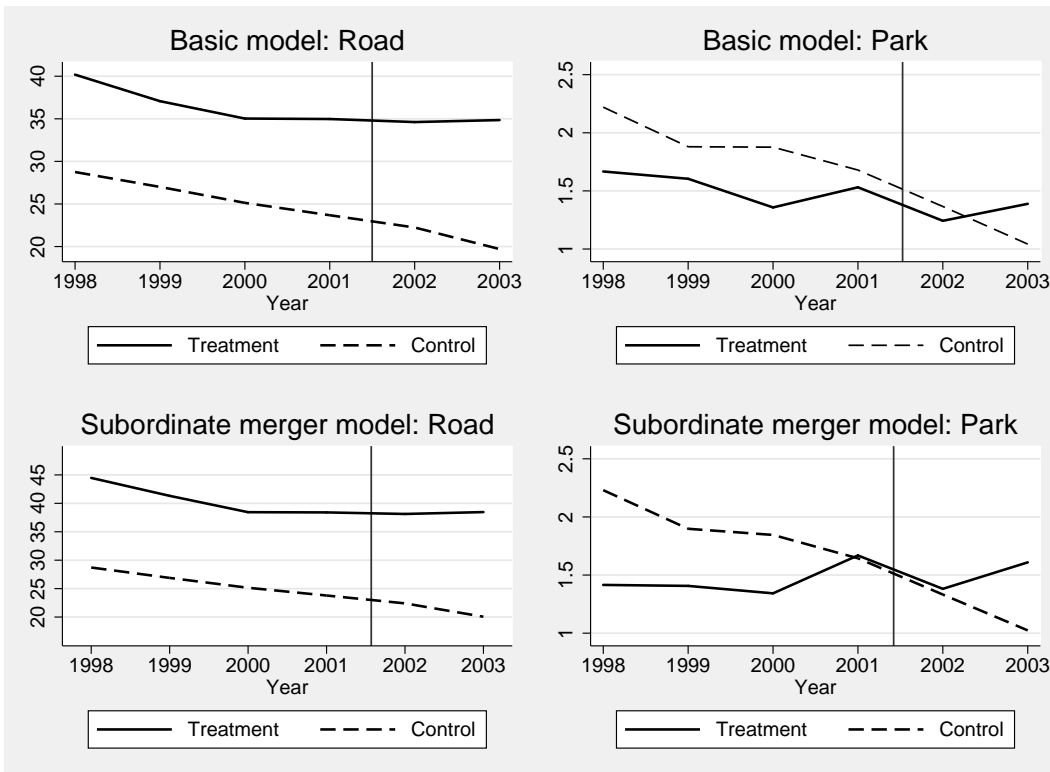 Basic model: Road
40
35
30
25
20
1998 1999 2000 2001 2002 2003
Year
Treatment Control
Basic model: Park
2.5
2
1.5
1
1998 1999 2000 2001 2002 2003
Year
Treatment Control
Subordinate merger model: Road
45
40
35
30
25
20
1998 1999 2000 2001 2002 2003
Year
Treatment Control
Subordinate merger model: Park
2.5
2
1.5
1
1998 1999 2000 2001 2002 2003
Year
Treatment Control